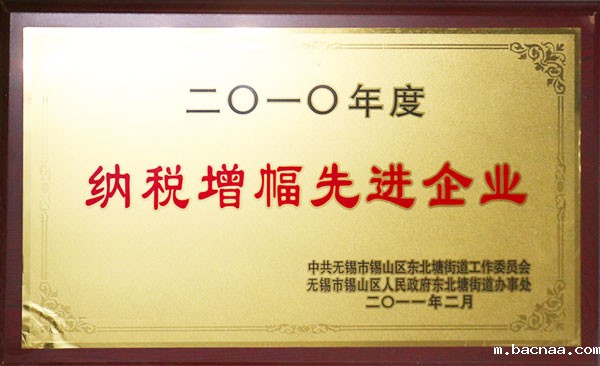 二〇一〇年度
纳税增幅先进企业
中共无锡市锡山区东北塘街道工作委员会
无锡市锡山区人民政府东北塘街道办事处
二〇一一年二月
m.bacnaa.com